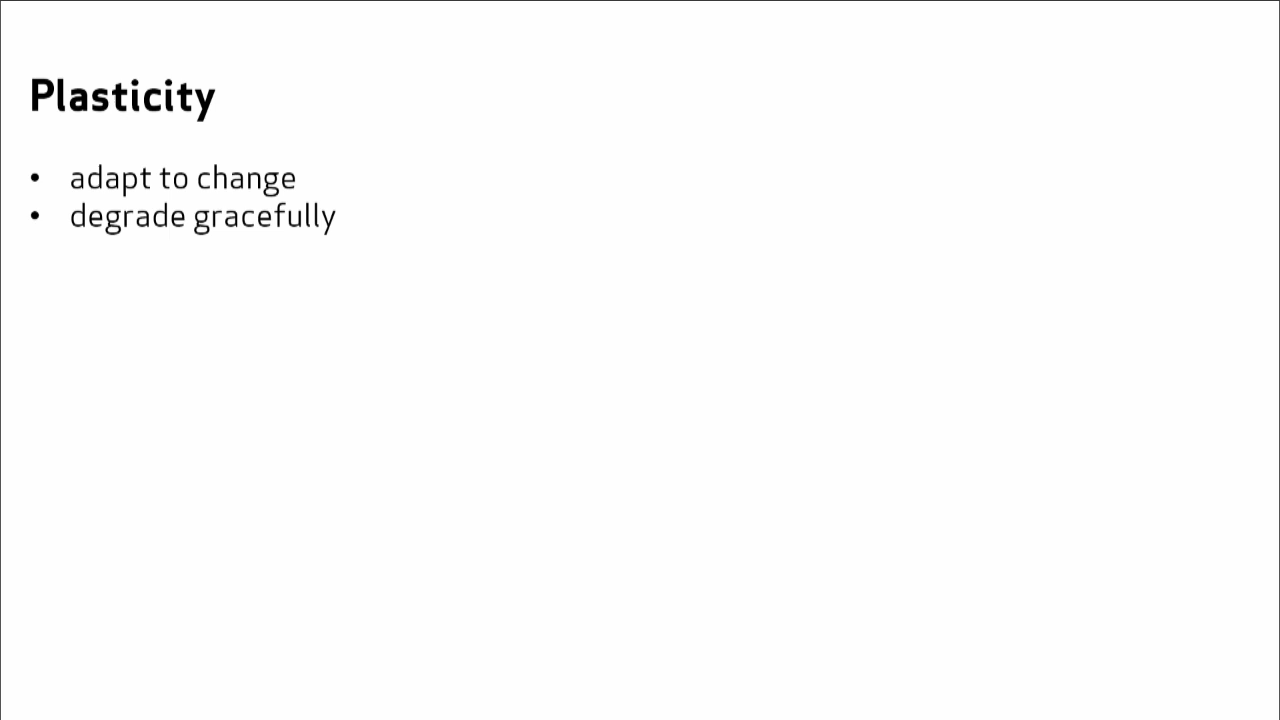 Plasticity
• adapt to change
• degrade gracefully